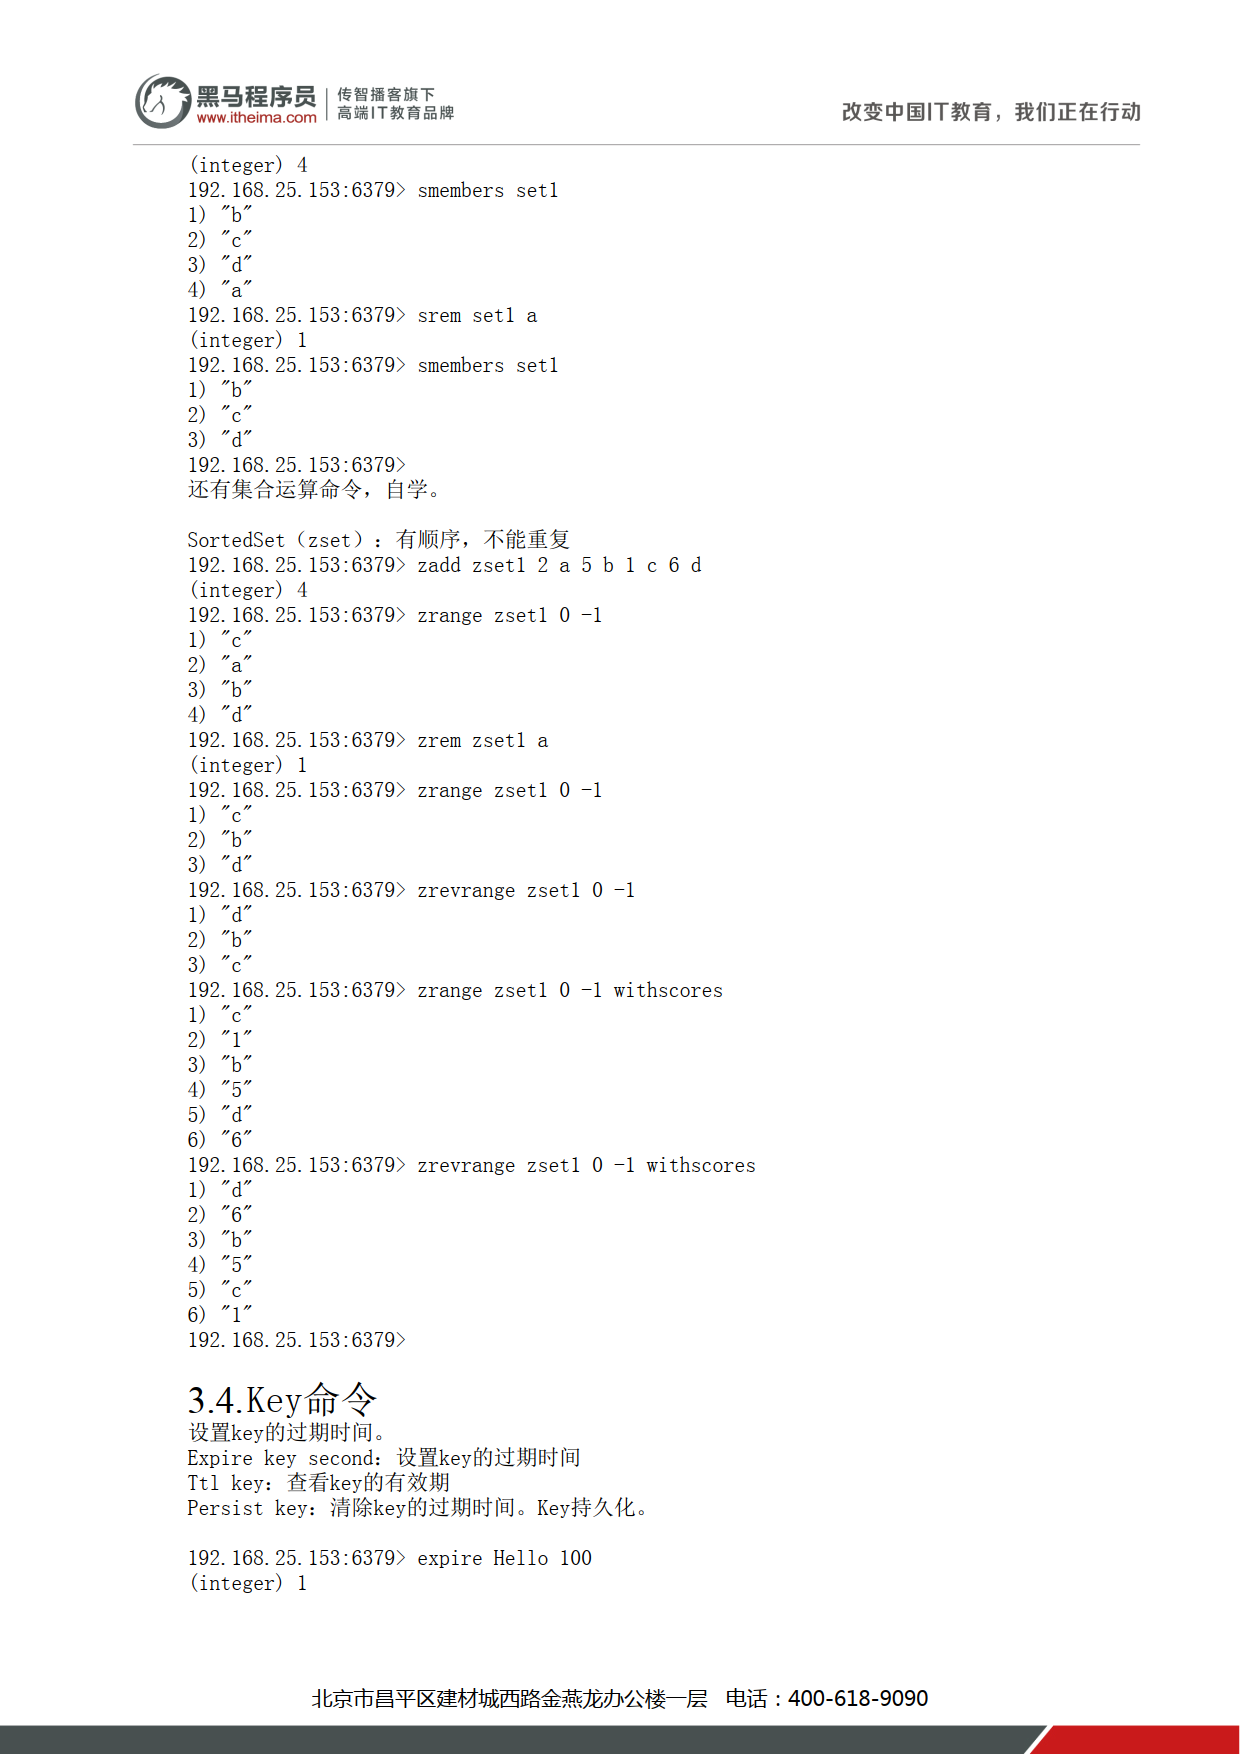 黑马程序员
www.itheima.com
传智播客旗下
高端IT教育品牌
改变中国IT教育，我们正在行动
(integer) 4
192.168.25.153:6379> smembers set1
1) "b"
2) "c"
3) "d"
4) "a"
192.168.25.153:6379> srem set1 a
(integer) 1
192.168.25.153:6379> smembers set1
1) "b"
2) "c"
3) "d"
192.168.25.153:6379>
还有集合运算命令，自学。
SortedSet（zset）：有顺序，不能重复
192.168.25.153:6379> zadd zset1 2 a 5 b 1 c 6 d
(integer) 4
192.168.25.153:6379> zrange zset1 0 -1
1) "c"
2) "a"
3) "b"
4) "d"
192.168.25.153:6379> zrem zset1 a
(integer) 1
192.168.25.153:6379> zrange zset1 0 -1
1) "c"
2) "b"
3) "d"
192.168.25.153:6379> zrevrange zset1 0 -1
1) "d"
2) "b"
3) "c"
192.168.25.153:6379> zrange zset1 0 -1 withscores
1) "c"
2) "1"
3) "b"
4) "5"
5) "d"
6) "6"
192.168.25.153:6379> zrevrange zset1 0 -1 withscores
1) "d"
2) "6"
3) "b"
4) "5"
5) "c"
6) "1"
192.168.25.153:6379>
3.4.Key命令
设置key的过期时间。
Expire key second：设置key的过期时间
Ttl key：查看key的有效期
Persist key：清除key的过期时间。Key持久化。
192.168.25.153:6379> expire Hello 100
(integer) 1
北京市昌平区建材城西路金燕龙办公楼一层 电话：400-618-9090